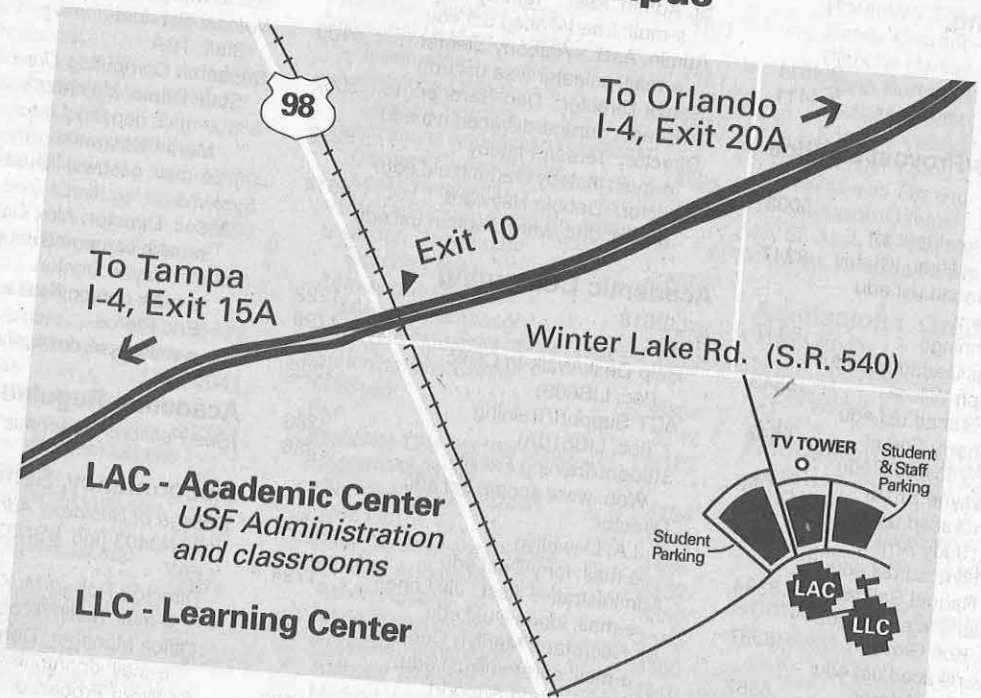 98
To Orlando
I-4, Exit 20A
Exit 10
To Tampa
I-4, Exit 15A
Winter Lake Rd. (S.R. 540)
TV TOWER
Student
& Staff
Parking
Student
Parking
LAC - Academic Center
USF Administration
and classrooms
LLC - Learning Center
LAC
LLC